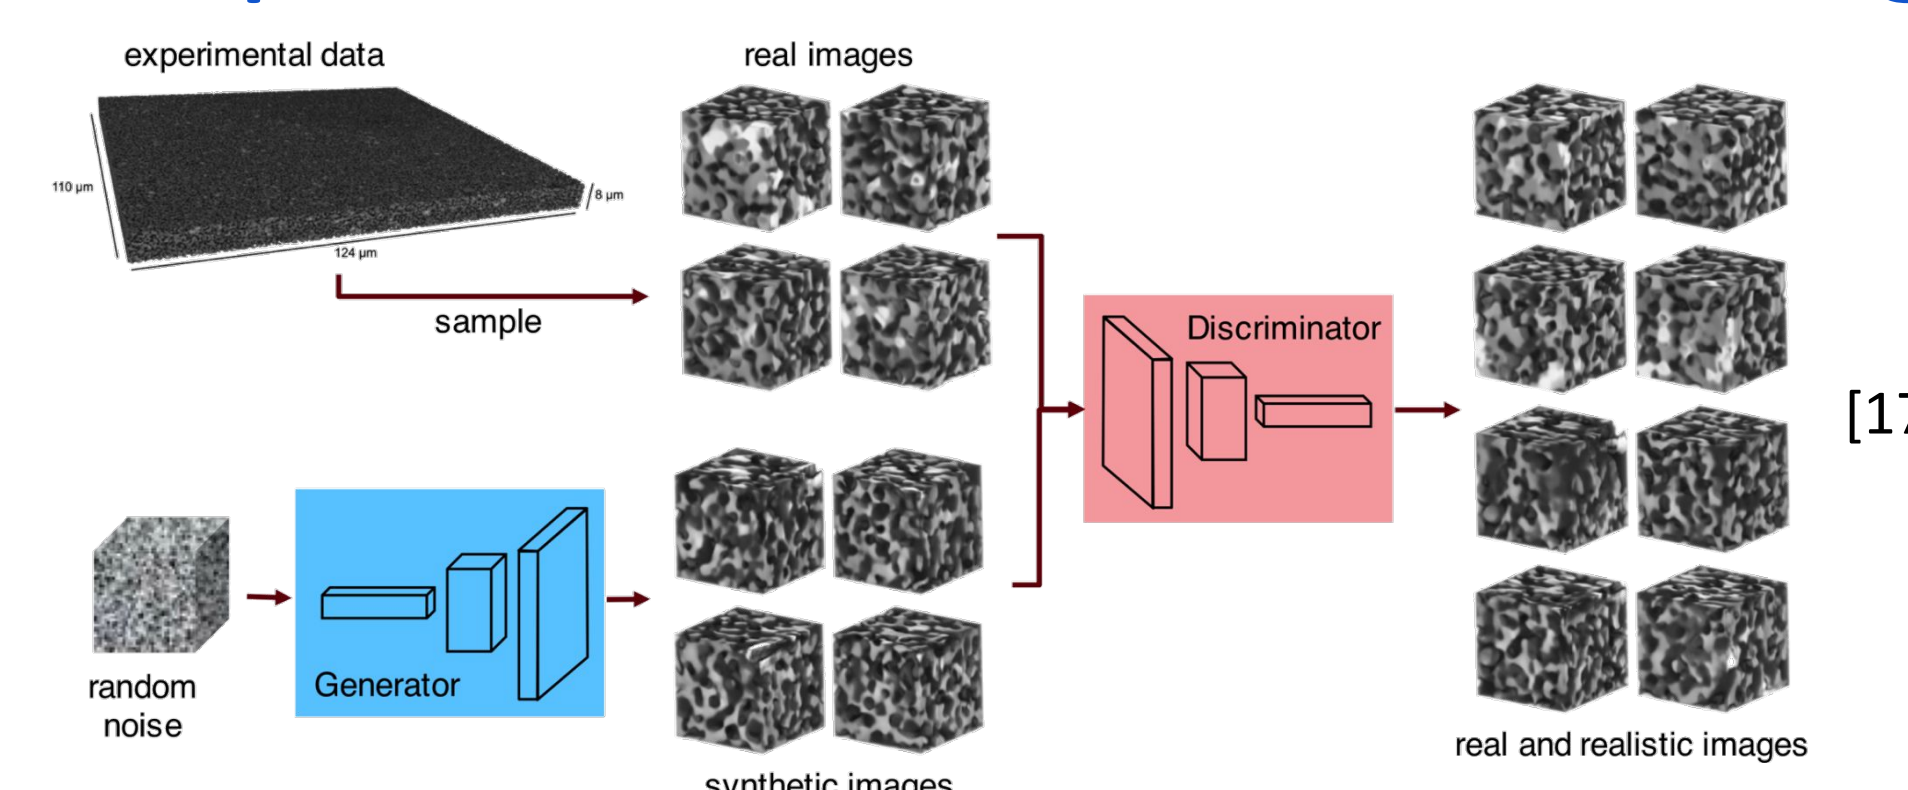 experimental data
110 µm
8 µm
124 µm
sample
real images
random
noise
Generator
synthetic images
Discriminator
real and realistic images
[17